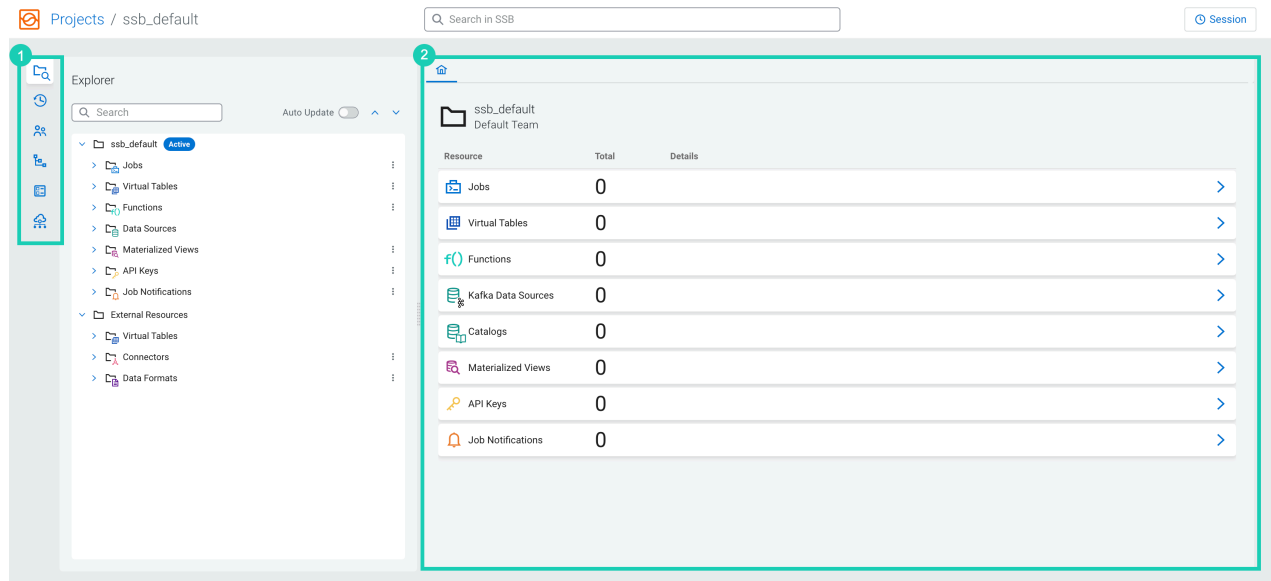 Projects / ssb_default
Search in SSB
Session
1
2
Explorer
Search
Auto Update
ssb_default Active
Jobs
Virtual Tables
Functions
Data Sources
Materialized Views
API Keys
Job Notifications
External Resources
Virtual Tables
Connectors
Data Formats
ssb_default
Default Team
Resource Total Details
Jobs 0
Virtual Tables 0
f() Functions 0
Kafka Data Sources 0
Catalogs 0
Materialized Views 0
API Keys 0
Job Notifications 0